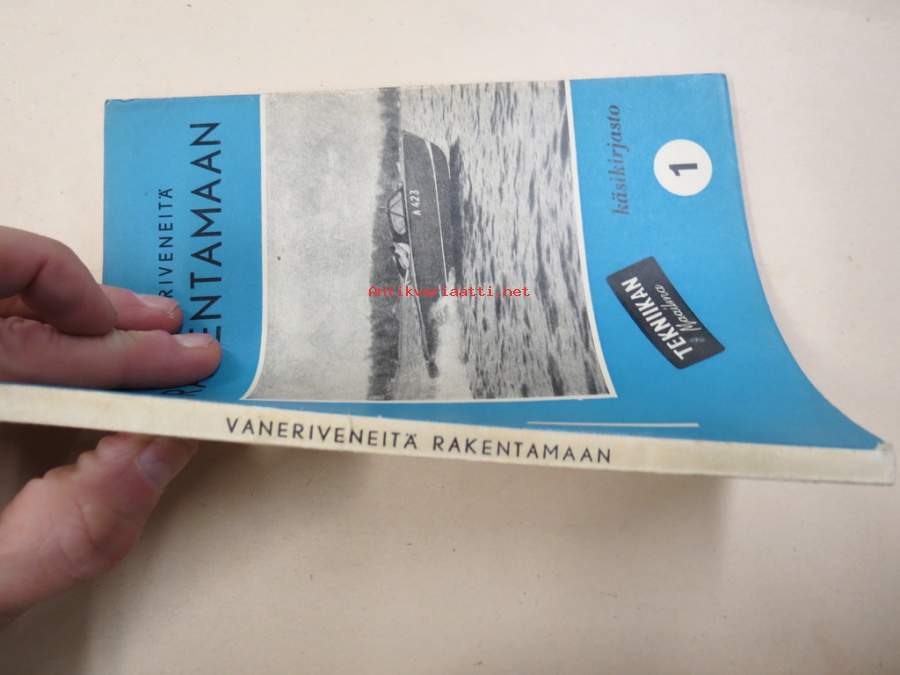 RIVENEITÄ
RAKENTAMAAN
A 423
käsikirjasto
1
TEKNIIKAN
Maailma
Antikvariaatti.net
VANERIVENEITÄ RAKENTAMAAN